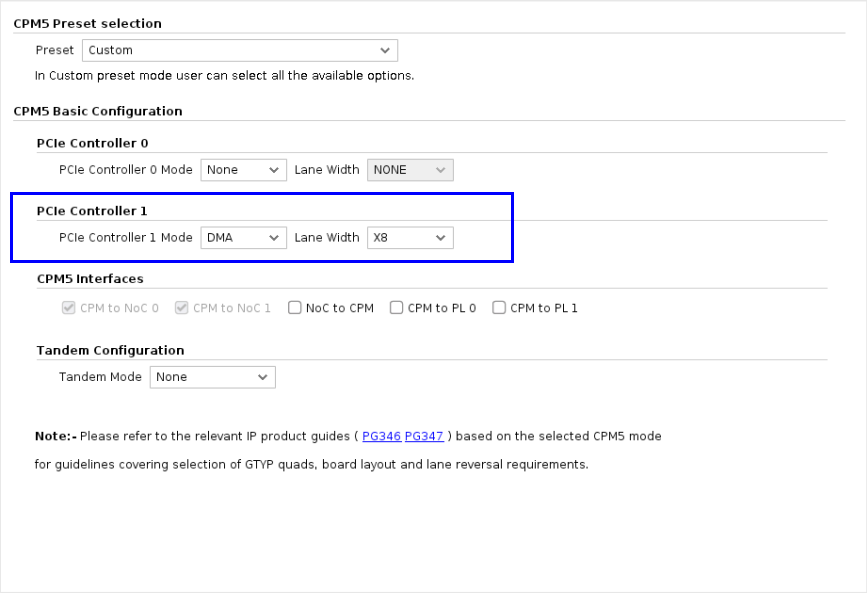 CPM5 Preset selection
Preset Custom
In Custom preset mode user can select all the available options.
CPM5 Basic Configuration
PCIe Controller 0
PCIe Controller 0 Mode None Lane Width NONE
PCIe Controller 1
PCIe Controller 1 Mode DMA Lane Width X8
CPM5 Interfaces
CPM to NoC 0 CPM to NoC 1 NoC to CPM CPM to PL 0 CPM to PL 1
Tandem Configuration
Tandem Mode None
Note:- Please refer to the relevant IP product guides ( PG346 PG347 ) based on the selected CPM5 mode
for guidelines covering selection of GTYP quads, board layout and lane reversal requirements.